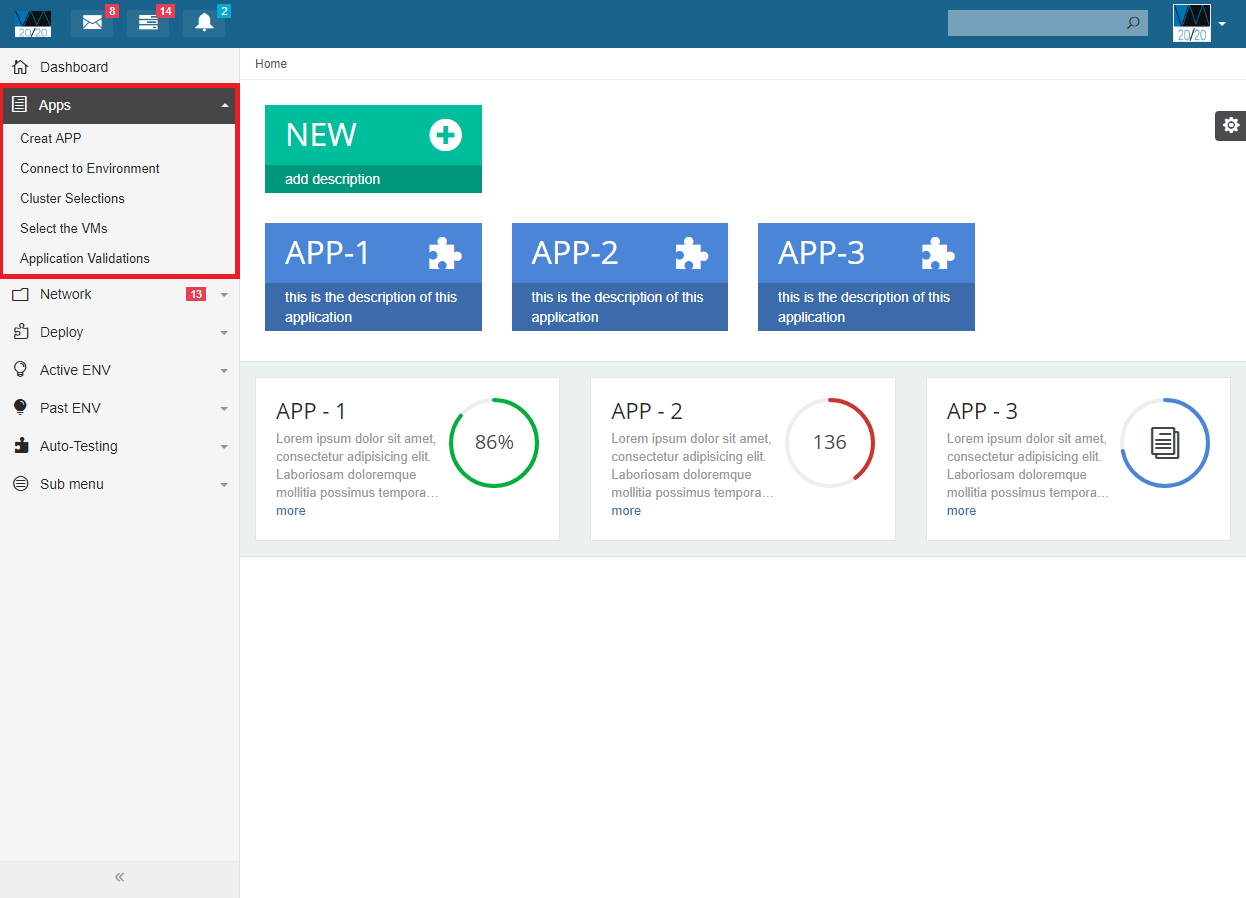 VM
20/20
8
14
2
VM
20/20
Dashboard
Home
Apps
Creat APP
Connect to Environment
Cluster Selections
Select the VMs
Application Validations
Network
13
Deploy
Active ENV
Past ENV
Auto-Testing
Sub menu
NEW
add description
APP-1
this is the description of this
application
APP-2
this is the description of this
application
APP-3
this is the description of this
application
APP - 1
Lorem ipsum dolor sit amet,
consectetur adipisicing elit.
Laboriosam doloremque
mollitia possimus tempora…
more
86%
APP - 2
Lorem ipsum dolor sit amet,
consectetur adipisicing elit.
Laboriosam doloremque
mollitia possimus tempora…
more
136
APP - 3
Lorem ipsum dolor sit amet,
consectetur adipisicing elit.
Laboriosam doloremque
mollitia possimus tempora…
more